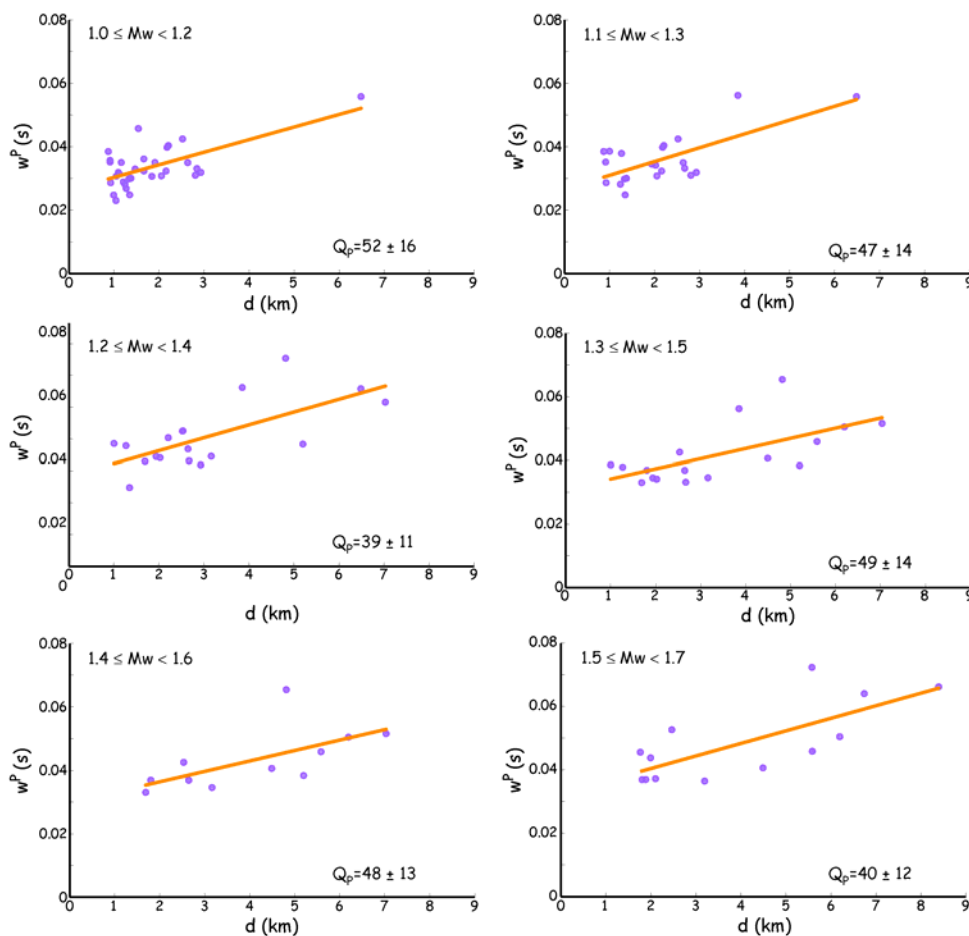 1.0 ≤ Mw < 1.2
wᴾ (s)
0.08
0.06
0.04
0.02
0
Qₚ=52 ± 16
0 1 2 3 4 5 6 7 8 9
d (km)
1.1 ≤ Mw < 1.3
wᴾ (s)
0.08
0.06
0.04
0.02
0
Qₚ=47 ± 14
0 1 2 3 4 5 6 7 8 9
d (km)
1.2 ≤ Mw < 1.4
wᴾ (s)
0.08
0.06
0.04
0.02
0
Qₚ=39 ± 11
0 1 2 3 4 5 6 7 8 9
d (km)
1.3 ≤ Mw < 1.5
wᴾ (s)
0.08
0.06
0.04
0.02
0
Qₚ=49 ± 14
0 1 2 3 4 5 6 7 8 9
d (km)
1.4 ≤ Mw < 1.6
wᴾ (s)
0.08
0.06
0.04
0.02
0
Qₚ=48 ± 13
0 1 2 3 4 5 6 7 8 9
d (km)
1.5 ≤ Mw < 1.7
wᴾ (s)
0.08
0.06
0.04
0.02
0
Qₚ=40 ± 12
0 1 2 3 4 5 6 7 8 9
d (km)